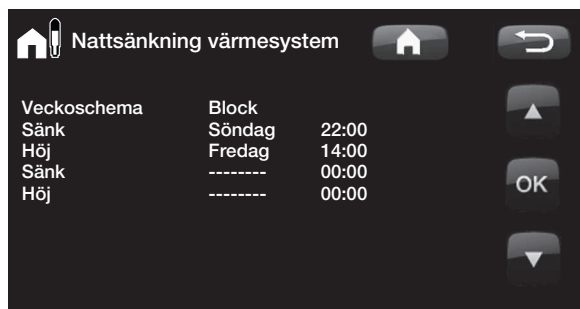 Nattsänkning värmesystem
Veckoschema Block
Sänk Söndag 22:00
Höj Fredag 14:00
Sänk -------- 00:00
Höj -------- 00:00
OK